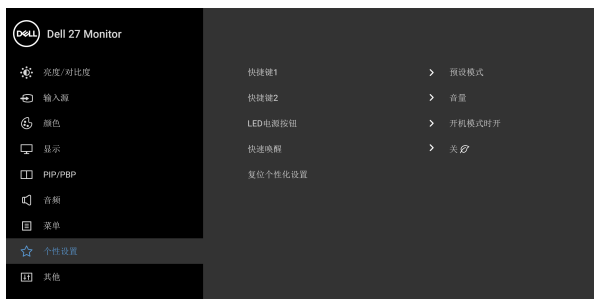 DELL Dell 27 Monitor
亮度/对比度
输入源
颜色
显示
PIP/PBP
音频
菜单
个性设置
其他
快捷键1 > 预设模式
快捷键2 > 音量
LED电源按钮 > 开机模式时开
快速唤醒 > 关
复位个性化设置